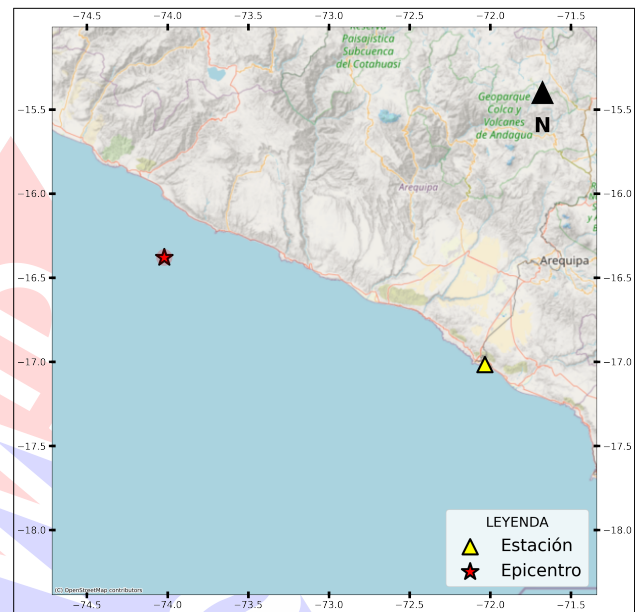 −74.5 −74.0 −73.5 −73.0 −72.5 −72.0 −71.5
Paisajística
Subcuenca
del Cotahuasi
Geoparque
Colca y
Volcanes
de Andagua
N
Arequipa
Arequipa
−15.5 −15.5
−16.0 −16.0
−16.5 −16.5
−17.0 −17.0
−17.5 −17.5
−18.0 −18.0
LEYENDA
Estación
Epicentro
(C) OpenStreetMap contributors
−74.5 −74.0 −73.5 −73.0 −72.5 −72.0 −71.5